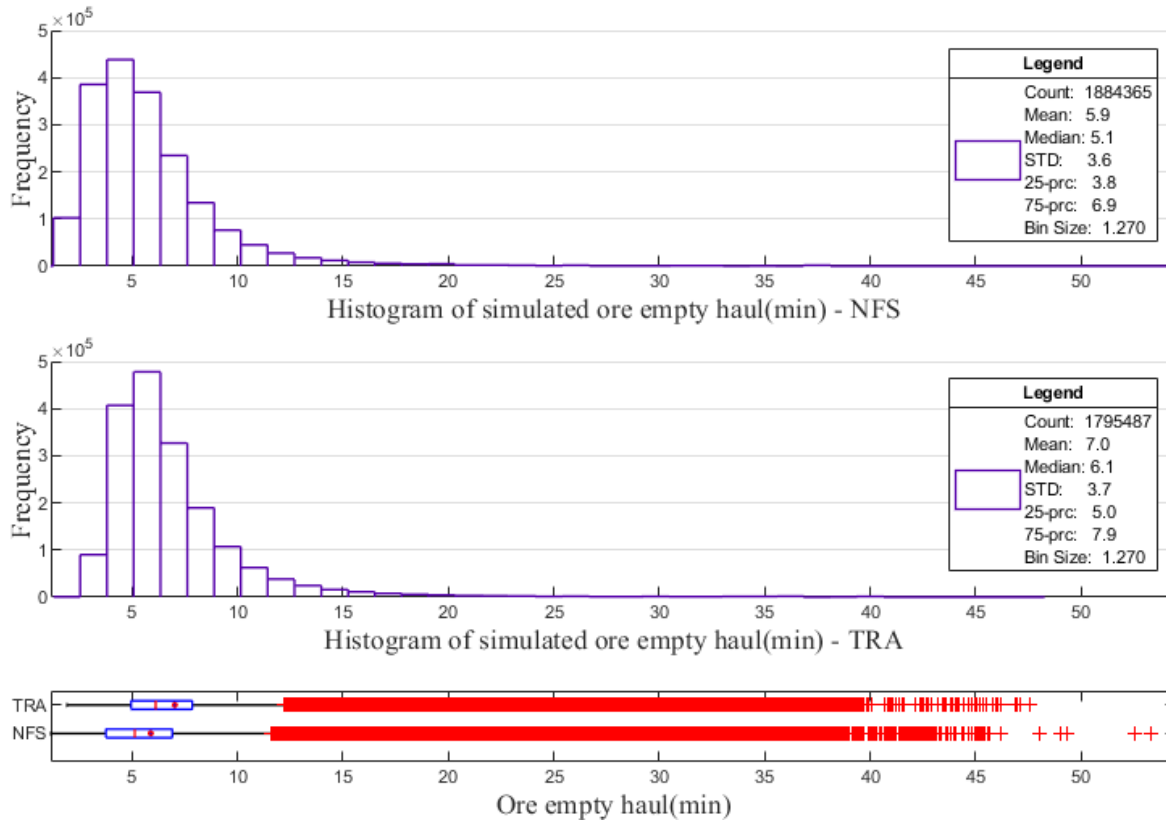 ×10^5
5
4
3
2
1
0
Frequency
5 10 15 20 25 30 35 40 45 50
Histogram of simulated ore empty haul(min) - NFS
Legend
Count: 1884365
Mean: 5.9
Median: 5.1
STD: 3.6
25-prc: 3.8
75-prc: 6.9
Bin Size: 1.270
×10^5
5
4
3
2
1
0
Frequency
5 10 15 20 25 30 35 40 45 50
Histogram of simulated ore empty haul(min) - TRA
Legend
Count: 1795487
Mean: 7.0
Median: 6.1
STD: 3.7
25-prc: 5.0
75-prc: 7.9
Bin Size: 1.270
TRA
NFS
5 10 15 20 25 30 35 40 45 50
Ore empty haul(min)